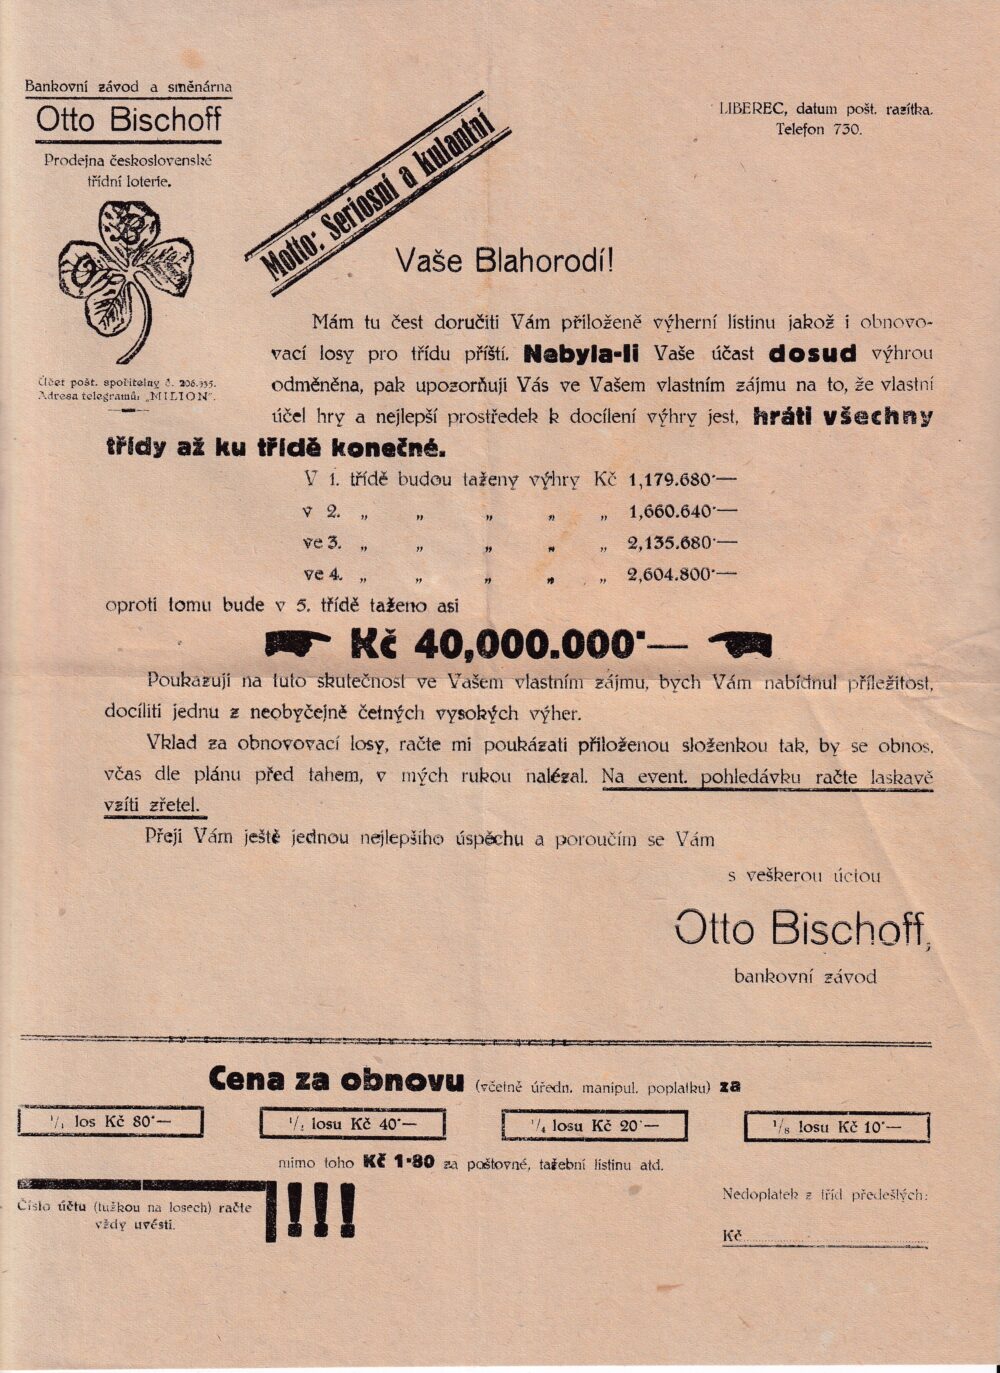 Bankovní závod a směnárna
Otto Bischoff
Prodejna československé
třídní loterie.
O B
Účet pošt. spořitelny č. 206.335.
Adresa telegramů: „MILION".
LIBEREC, datum pošt. razítka.
Telefon 730.
Motto: Seriosní a kulantní
Vaše Blahorodí!
Mám tu čest doručiti Vám přiloženě výherní listinu jakož i obnovo-
vací losy pro třídu příští. Nebyla-li Vaše účast dosud výhrou
odměněna, pak upozorňuji Vás ve Vašem vlastním zájmu na to, že vlastní
účel hry a nejlepší prostředek k docílení výhry jest, hráti všechny
třídy až ku třídě konečné.
V 1. třídě budou taženy výhry Kč 1,179.680·—
v 2. „ „ „ „ „ 1,660.640·—
ve 3. „ „ „ „ „ 2,135.680·—
ve 4. „ „ „ „ „ 2,604.800·—
oproti tomu bude v 5. třídě taženo asi
Kč 40,000.000·—
Poukazuji na tuto skutečnost ve Vašem vlastním zájmu, bych Vám nabídnul příležitost,
docíliti jednu z neobyčejně četných vysokých výher.
Vklad za obnovovací losy, račte mi poukázati přiloženou složenkou tak, by se obnos,
včas dle plánu před tahem, v mých rukou nalézal. Na event. pohledávku račte laskavě
vzíti zřetel.
Přeji Vám ještě jednou nejlepšího úspěchu a poroučím se Vám
s veškerou úctou
Otto Bischoff,
bankovní závod
Cena za obnovu (včetně úředn. manipul. poplatku) za
1/1 los Kč 80·— 1/2 losu Kč 40·— 1/4 losu Kč 20·— 1/8 losu Kč 10·—
mimo toho Kč 1·80 za poštovné, tažební listinu atd.
Číslo účtu (tužkou na losech) račte
vždy uvésti.
!!!
Nedoplatek z tříd předešlých:
Kč